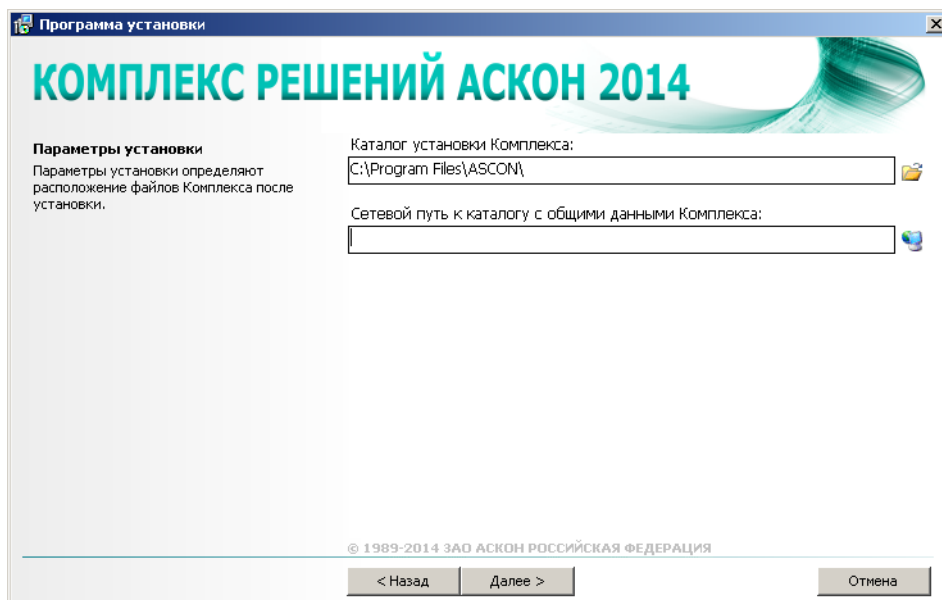 Программа установки
КОМПЛЕКС РЕШЕНИЙ АСКОН 2014
Параметры установки
Параметры установки определяют
расположение файлов Комплекса после
установки.
Каталог установки Комплекса:
C:\Program Files\ASCON\
Сетевой путь к каталогу с общими данными Комплекса:
© 1989-2014 ЗАО АСКОН РОССИЙСКАЯ ФЕДЕРАЦИЯ
< Назад
Далее >
Отмена